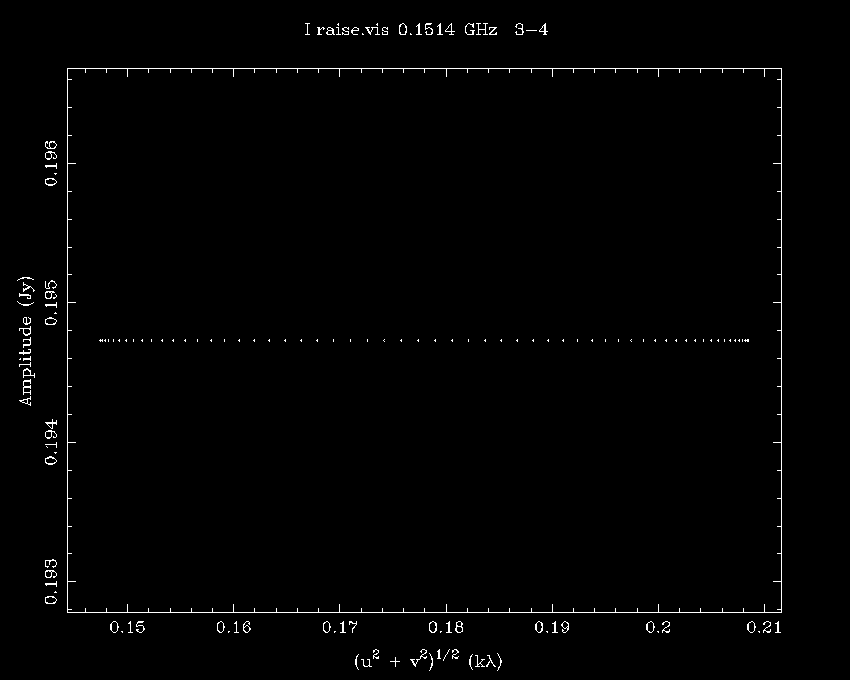 I raise.vis 0.1514 GHz 3-4
0.196
0.195
0.194
0.193
Amplitude (Jy)
0.15 0.16 0.17 0.18 0.19 0.2 0.21
(u² + v²)¹/² (kλ)